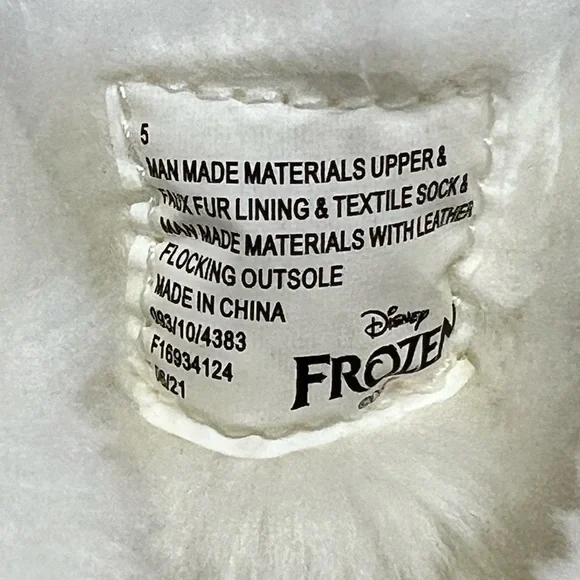 5
MAN MADE MATERIALS UPPER &
FAUX FUR LINING & TEXTILE SOCK &
MAN MADE MATERIALS WITH LEATHER
FLOCKING OUTSOLE
MADE IN CHINA
093/10/4383
F16934124
06/21
Disney
FROZEN